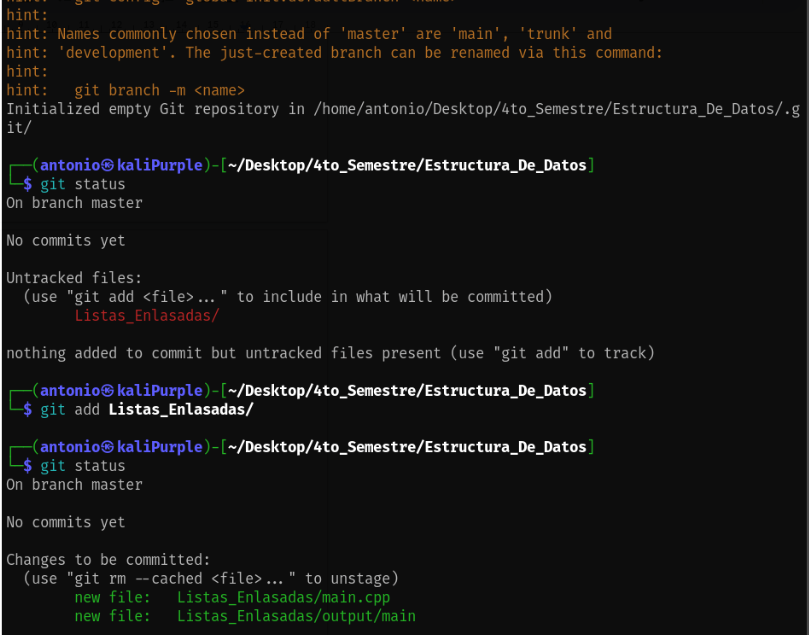 hint:
hint: Names commonly chosen instead of 'master' are 'main', 'trunk' and
hint: 'development'. The just-created branch can be renamed via this command:
hint:
hint:   git branch -m <name>
Initialized empty Git repository in /home/antonio/Desktop/4to_Semestre/Estructura_De_Datos/.g
it/
┌──(antonio㉿kaliPurple)-[~/Desktop/4to_Semestre/Estructura_De_Datos]
└─$ git status
On branch master
No commits yet
Untracked files:
  (use "git add <file>..." to include in what will be committed)
        Listas_Enlasadas/
nothing added to commit but untracked files present (use "git add" to track)
┌──(antonio㉿kaliPurple)-[~/Desktop/4to_Semestre/Estructura_De_Datos]
└─$ git add Listas_Enlasadas/
┌──(antonio㉿kaliPurple)-[~/Desktop/4to_Semestre/Estructura_De_Datos]
└─$ git status
On branch master
No commits yet
Changes to be committed:
  (use "git rm --cached <file>..." to unstage)
        new file:   Listas_Enlasadas/main.cpp
        new file:   Listas_Enlasadas/output/main